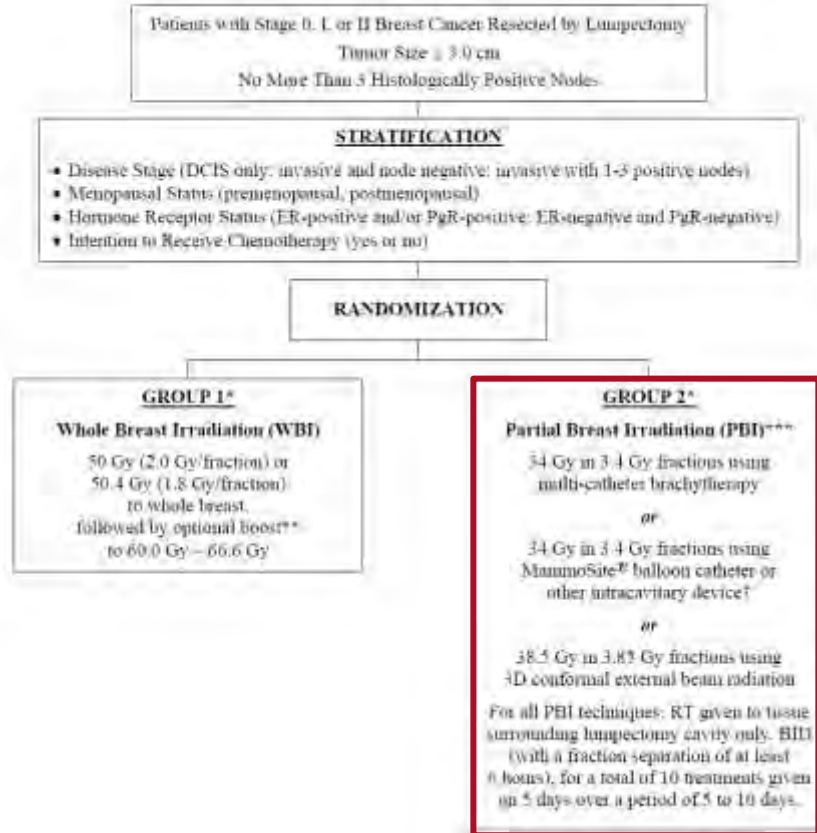 Patients with Stage 0, I, or II Breast Cancer Resected by Lumpectomy
Tumor Size ≤ 3.0 cm
No More Than 3 Histologically Positive Nodes
STRATIFICATION
• Disease Stage (DCIS only; invasive and node negative; invasive with 1-3 positive nodes)
• Menopausal Status (premenopausal, postmenopausal)
• Hormone Receptor Status (ER-positive and/or PgR-positive; ER-negative and PgR-negative)
• Intention to Receive Chemotherapy (yes or no)
RANDOMIZATION
GROUP 1*
Whole Breast Irradiation (WBI)
50 Gy (2.0 Gy/fraction) or
50.4 Gy (1.8 Gy/fraction)
to whole breast,
followed by optional boost**
to 60.0 Gy – 66.6 Gy
GROUP 2*
Partial Breast Irradiation (PBI)***
34 Gy in 3.4 Gy fractions using
multi-catheter brachytherapy
or
34 Gy in 3.4 Gy fractions using
MammoSite® balloon catheter or
other intracavitary device†
or
38.5 Gy in 3.85 Gy fractions using
3D conformal external beam radiation
For all PBI techniques: RT given to tissue
surrounding lumpectomy cavity only, BID
(with a fraction separation of at least
6 hours), for a total of 10 treatments given
on 5 days over a period of 5 to 10 days.